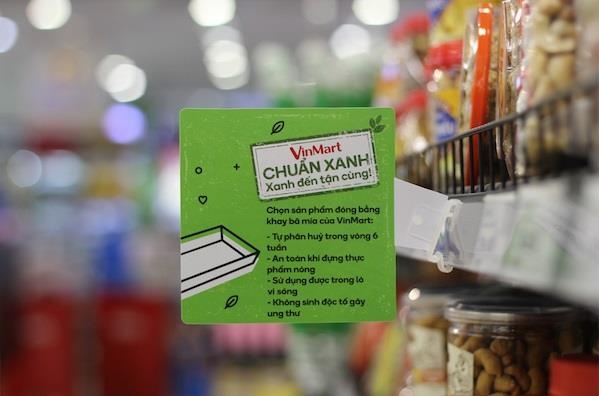 VinMart
CHUẨN XANH
Xanh đến tận cùng!
Chọn sản phẩm đóng bằng
khay bã mía của VinMart:
- Tự phân huỷ trong vòng 6
tuần
- An toàn khi đựng thực
phẩm nóng
- Sử dụng được trong lò
vi sóng
- Không sinh độc tố gây
ung thư